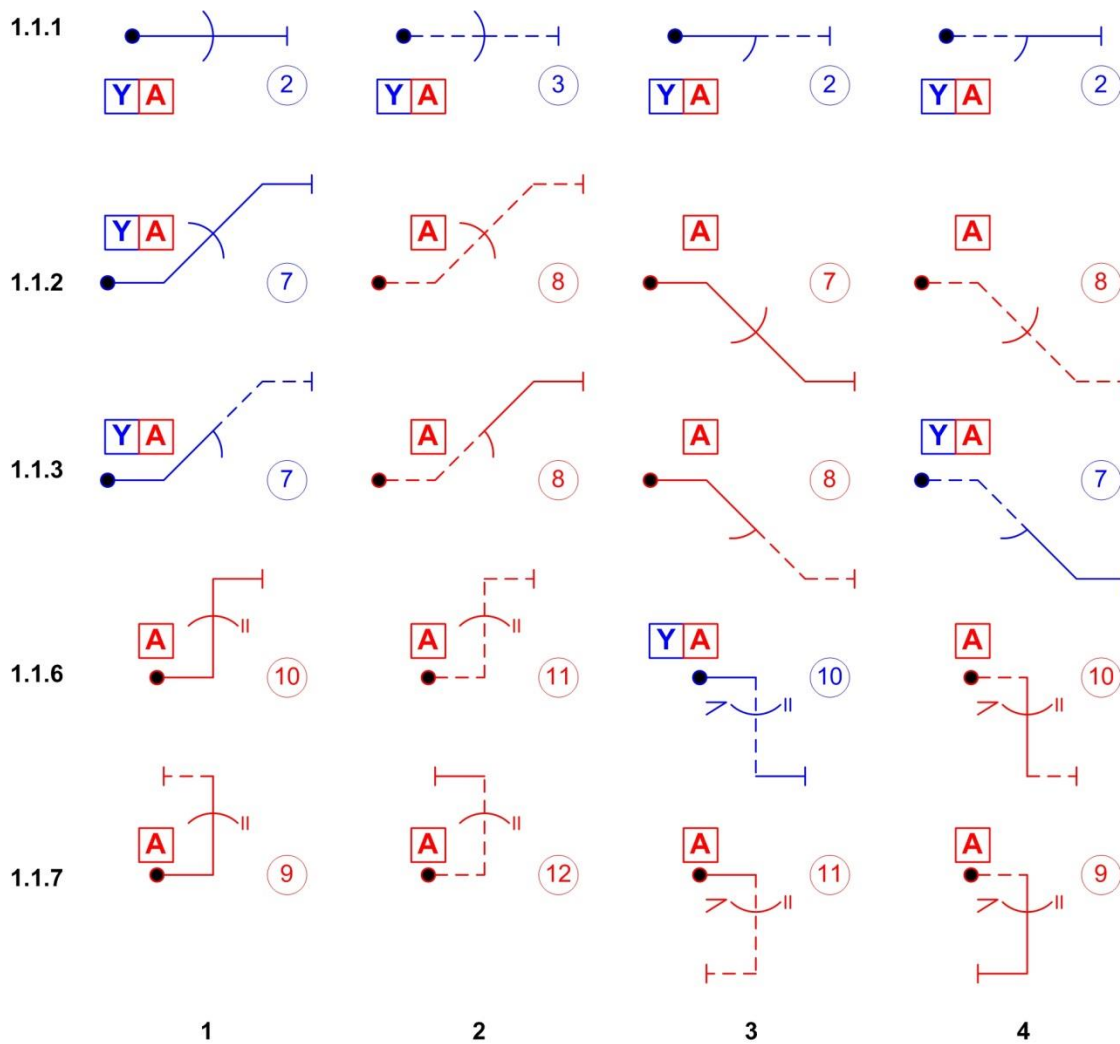 1.1.1
Y A 2
Y A 3
Y A 2
Y A 2
1.1.2
Y A 7
A 8
A 7
A 8
1.1.3
Y A 7
A 8
A 8
Y A 7
1.1.6
A 10
A 11
Y A 10
A 10
1.1.7
A 9
A 12
A 11
A 9
1 2 3 4